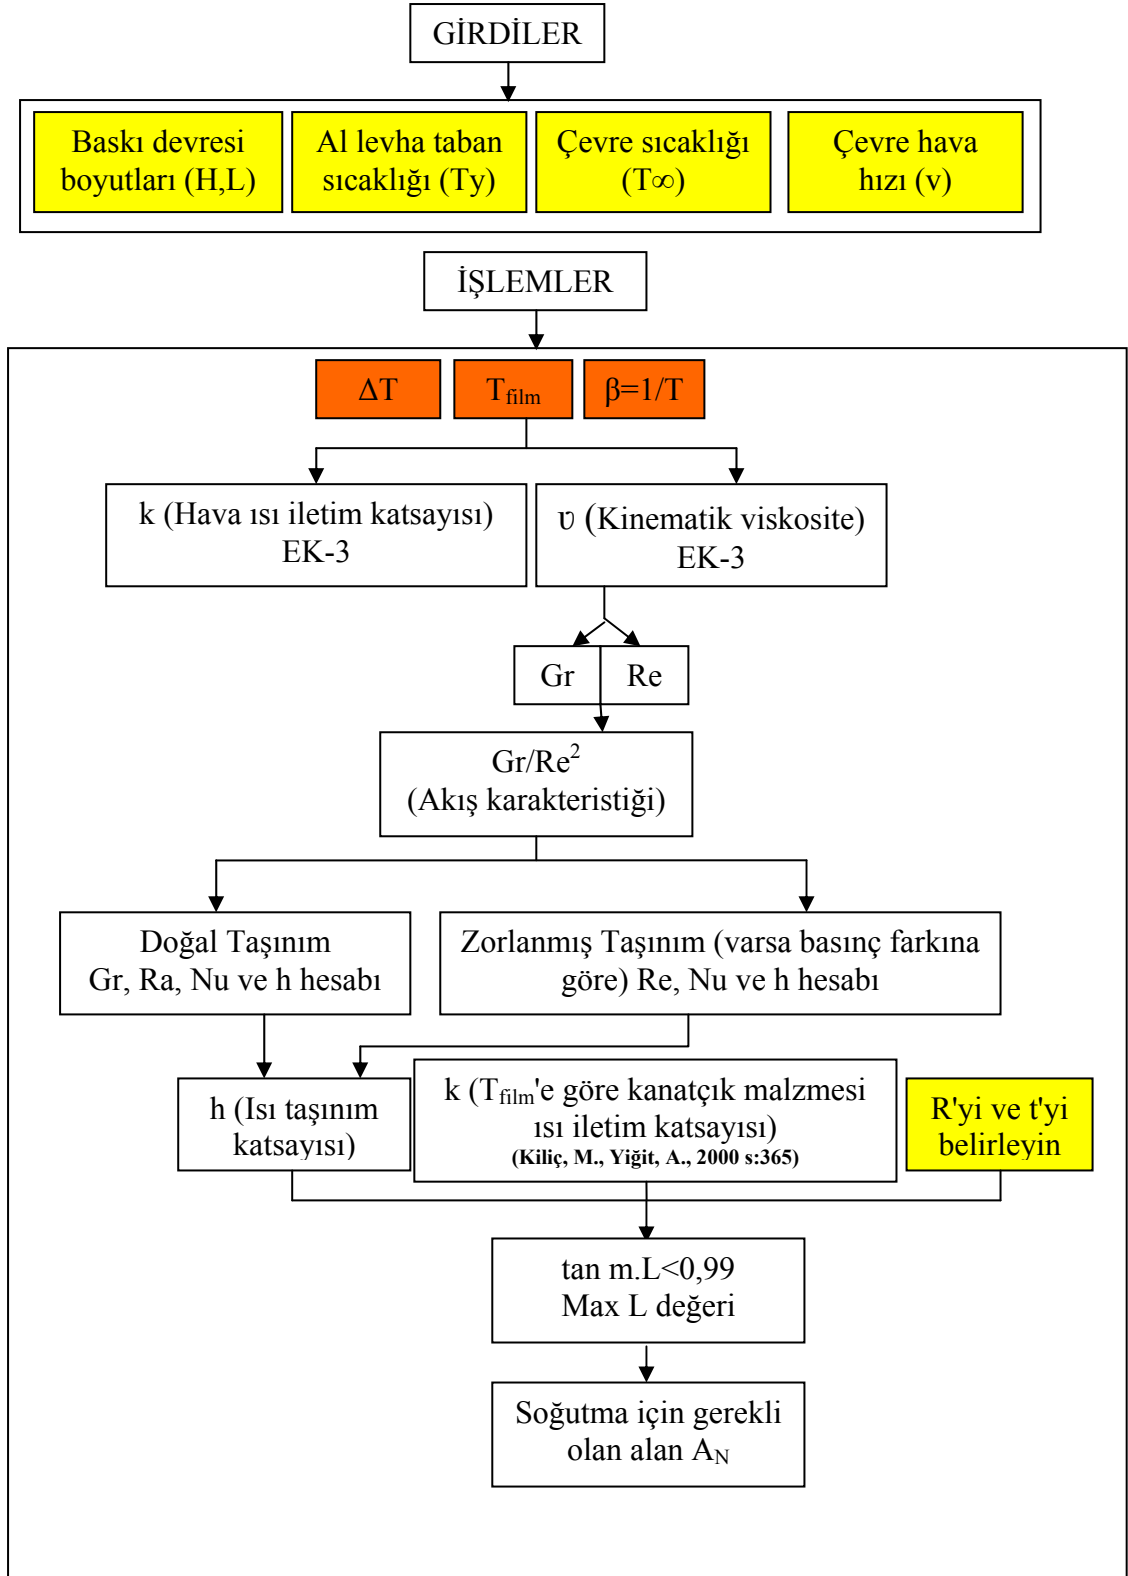 GİRDİLER
Baskı devresi
boyutları (H,L)
Al levha taban
sıcaklığı (Ty)
Çevre sıcaklığı
(T∞)
Çevre hava
hızı (v)
İŞLEMLER
ΔT
T_film
β=1/T
k (Hava ısı iletim katsayısı)
EK-3
υ (Kinematik viskosite)
EK-3
Gr
Re
Gr/Re²
(Akış karakteristiği)
Doğal Taşınım
Gr, Ra, Nu ve h hesabı
Zorlanmış Taşınım (varsa basınç farkına
göre) Re, Nu ve h hesabı
h (Isı taşınım
katsayısı)
k (T_film'e göre kanatçık malzmesi
ısı iletim katsayısı)
(Kiliç, M., Yiğit, A., 2000 s:365)
R'yi ve t'yi
belirleyin
tan m.L<0,99
Max L değeri
Soğutma için gerekli
olan alan A_N